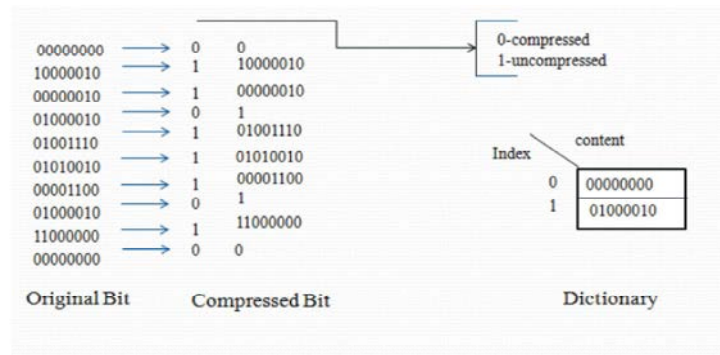 0-compressed
1-uncompressed
00000000 0 0
10000010 1 10000010
00000010 1 00000010
01000010 0 1
01001110 1 01001110
01010010 1 01010010
00001100 1 00001100
01000010 0 1
11000000 1 11000000
00000000 0 0
content
Index
0 00000000
1 01000010
Original Bit Compressed Bit Dictionary